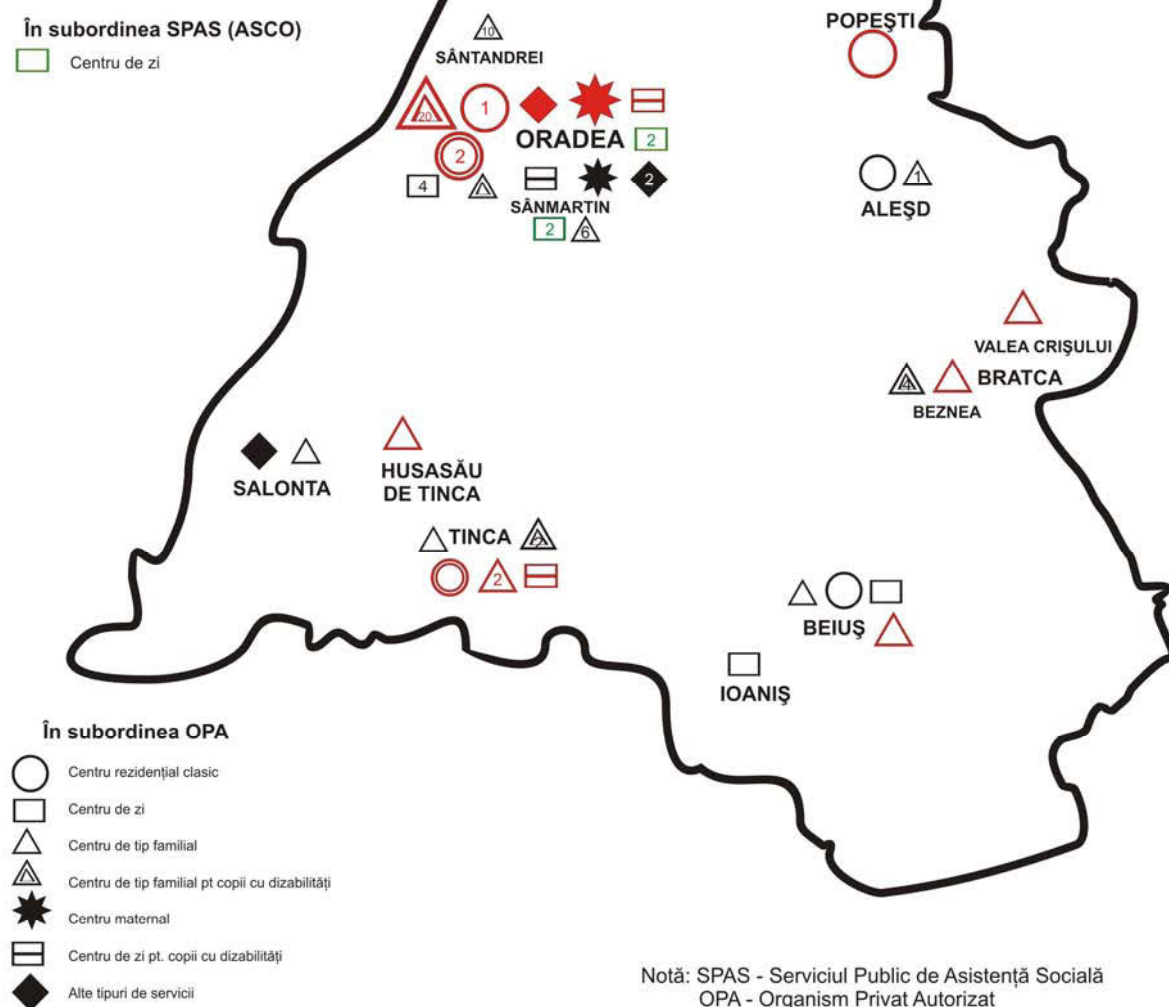 În subordinea SPAS (ASCO)
Centru de zi
10
SÂNTANDREI
POPEŞTI
20
1
ORADEA
2
2
4
2
SÂNMARTIN
2
6
1
ALEŞD
VALEA CRIŞULUI
4
BRATCA
BEZNEA
SALONTA
HUSASĂU
DE TINCA
TINCA
2
2
BEIUŞ
IOANIŞ
În subordinea OPA
Centru rezidențial clasic
Centru de zi
Centru de tip familial
Centru de tip familial pt copii cu dizabilități
Centru maternal
Centru de zi pt. copii cu dizabilități
Alte tipuri de servicii
Notă: SPAS - Serviciul Public de Asistență Socială
OPA - Organism Privat Autorizat